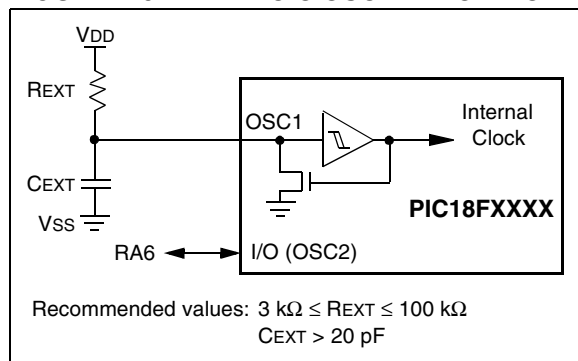 VDD
REXT
OSC1
Internal
Clock
CEXT
PIC18FXXXX
VSS
RA6
I/O (OSC2)
Recommended values: 3 kΩ ≤ REXT ≤ 100 kΩ
CEXT > 20 pF